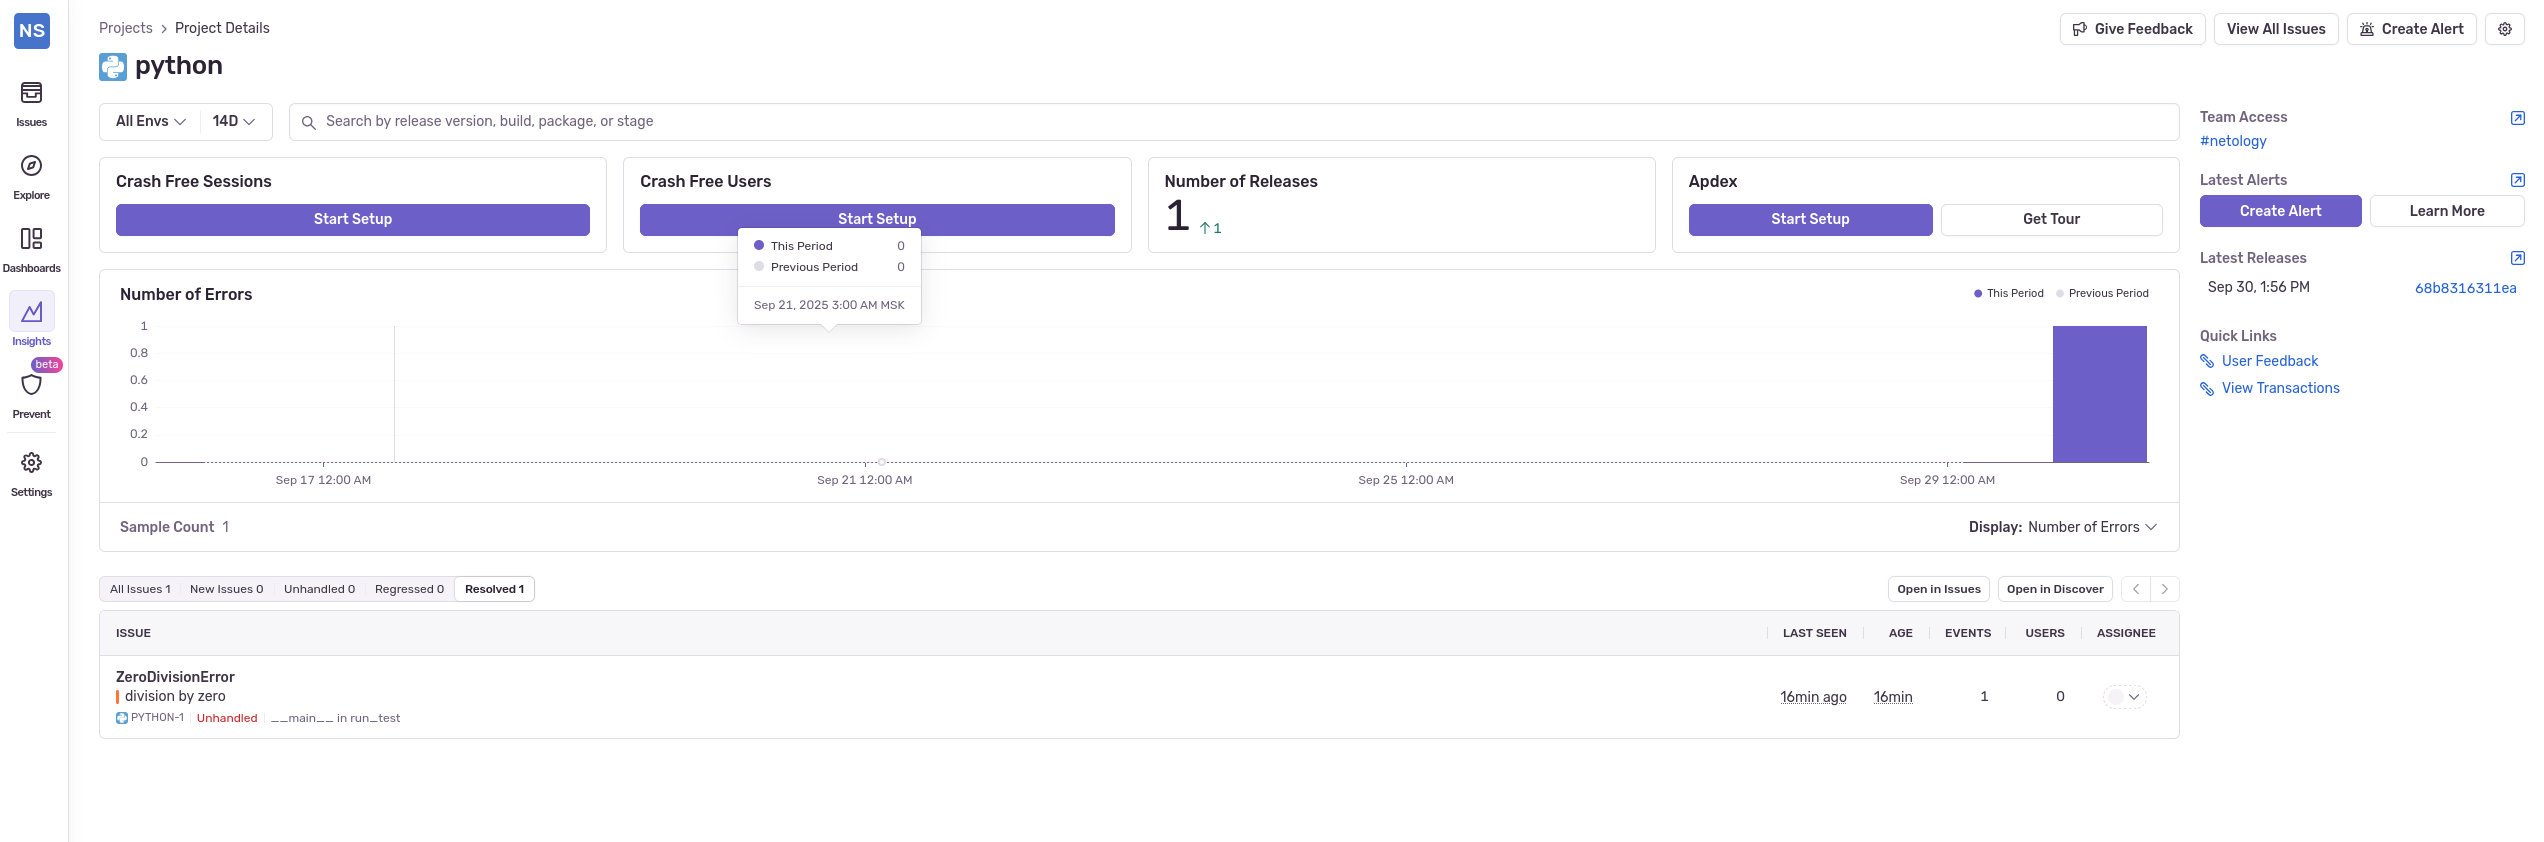 NS
Issues
Explore
Dashboards
Insights
beta
Prevent
Settings
Projects > Project Details
python
Give Feedback
View All Issues
Create Alert
All Envs
14D
Search by release version, build, package, or stage
Crash Free Sessions
Start Setup
Crash Free Users
Start Setup
Number of Releases
1 ↑1
Apdex
Start Setup
Get Tour
This Period 0
Previous Period 0
Sep 21, 2025 3:00 AM MSK
Number of Errors
This Period Previous Period
1
0.8
0.6
0.4
0.2
0
Sep 17 12:00 AM Sep 21 12:00 AM Sep 25 12:00 AM Sep 29 12:00 AM
Sample Count 1
Display: Number of Errors
All Issues 1 New Issues 0 Unhandled 0 Regressed 0 Resolved 1
Open in Issues Open in Discover
ISSUE LAST SEEN AGE EVENTS USERS ASSIGNEE
ZeroDivisionError
division by zero
16min ago 16min 1 0
PYTHON-1 Unhandled __main__ in run_test
Team Access
#netology
Latest Alerts
Create Alert Learn More
Latest Releases
Sep 30, 1:56 PM 68b8316311ea
Quick Links
User Feedback
View Transactions